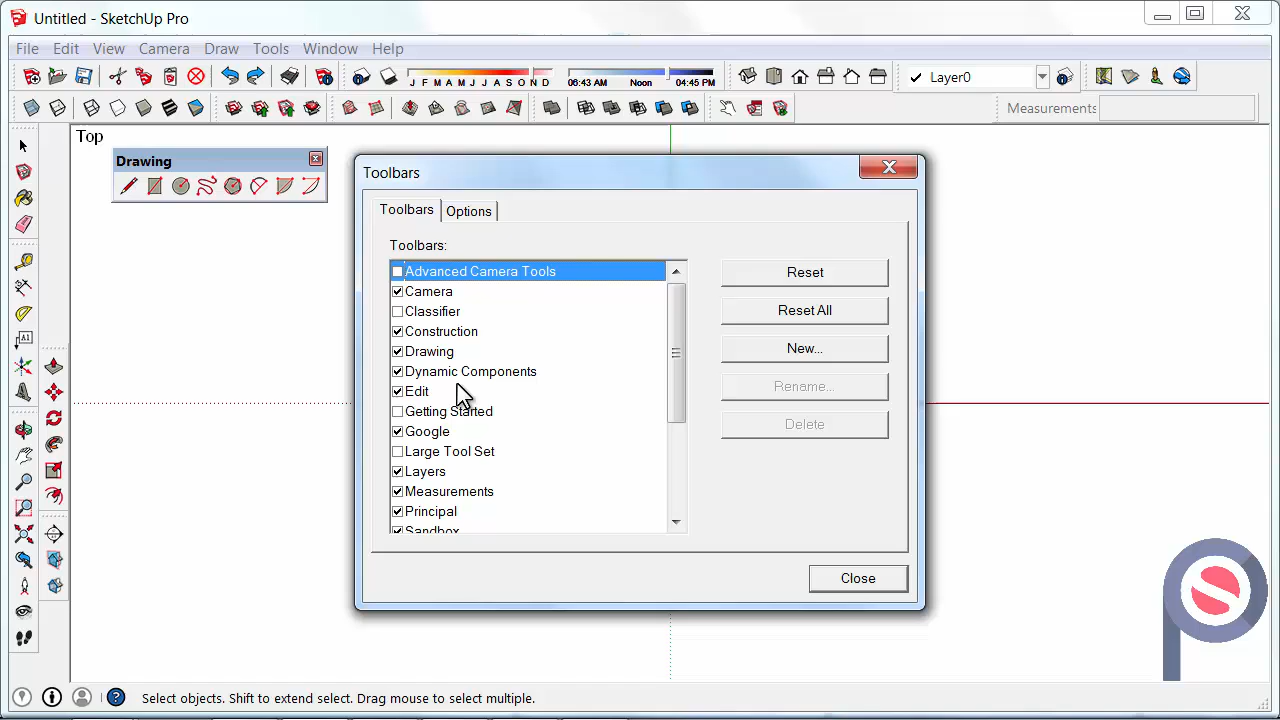 Untitled - SketchUp Pro
File Edit View Camera Draw Tools Window Help
J F M A M J J A S O N D
06:43 AM Noon 04:45 PM
Layer0
Measurements
Top
Drawing
Toolbars
Toolbars Options
Toolbars:
Advanced Camera Tools
Camera
Classifier
Construction
Drawing
Dynamic Components
Edit
Getting Started
Google
Large Tool Set
Layers
Measurements
Principal
Sandbox
Reset
Reset All
New...
Rename...
Delete
Close
Select objects. Shift to extend select. Drag mouse to select multiple.